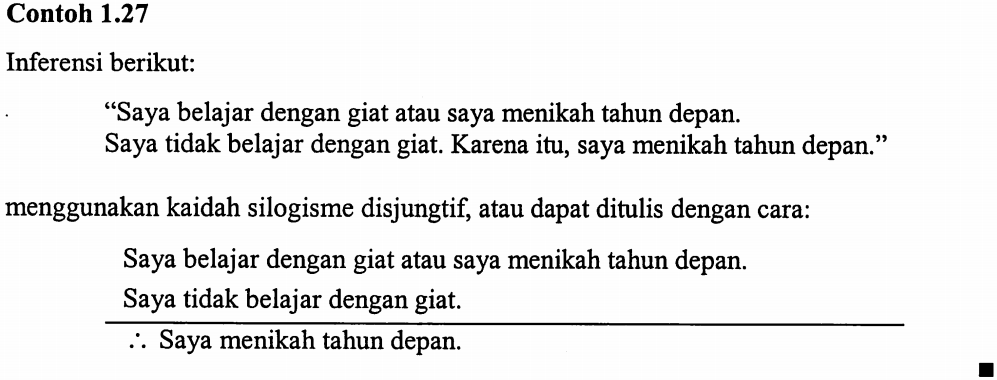 Contoh 1.27
Inferensi berikut:
“Saya belajar dengan giat atau saya menikah tahun depan.
Saya tidak belajar dengan giat. Karena itu, saya menikah tahun depan.”
menggunakan kaidah silogisme disjungtif, atau dapat ditulis dengan cara:
Saya belajar dengan giat atau saya menikah tahun depan.
Saya tidak belajar dengan giat.
∴ Saya menikah tahun depan.